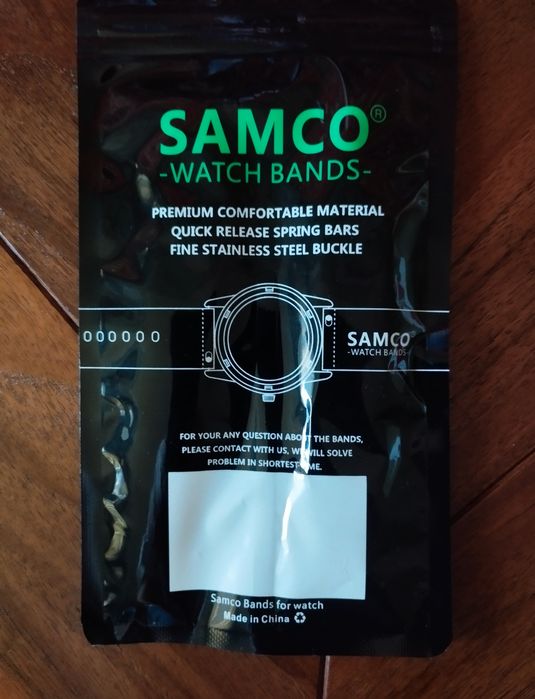 SAMCO®
-WATCH BANDS-
PREMIUM COMFORTABLE MATERIAL
QUICK RELEASE SPRING BARS
FINE STAINLESS STEEL BUCKLE
SAMCO®
-WATCH BANDS-
FOR YOUR ANY QUESTION ABOUT THE BANDS,
PLEASE CONTACT WITH US, WE WILL SOLVE
PROBLEM IN SHORTEST TIME.
Samco Bands for watch
Made in China